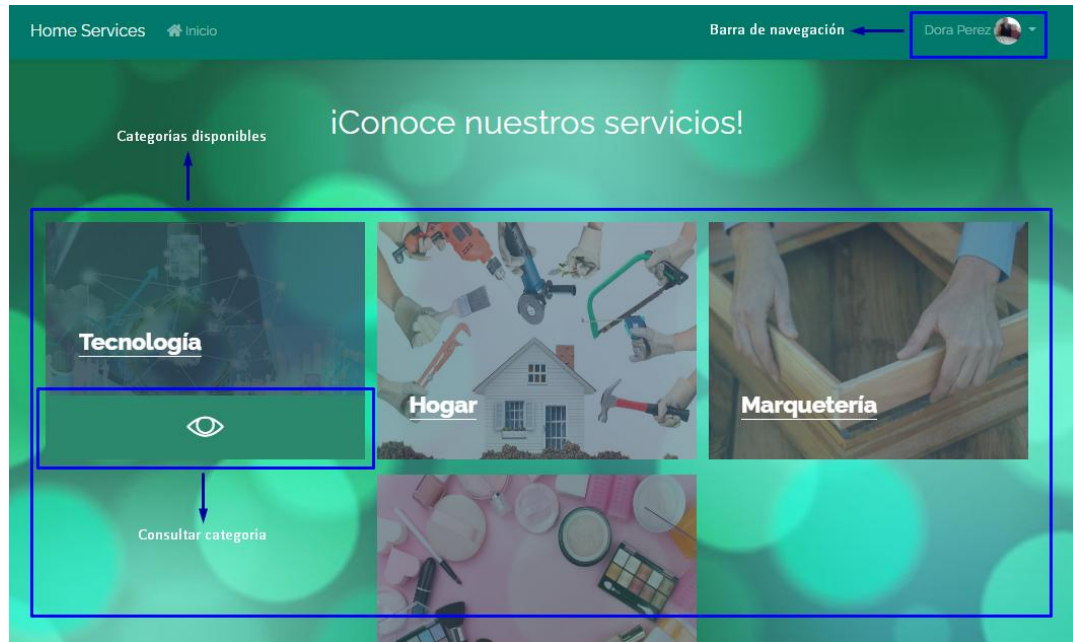 Home Services Inicio
Barra de navegación
Dora Perez
¡Conoce nuestros servicios!
Categorías disponibles
Tecnología
Hogar
Marquetería
Consultar categoria